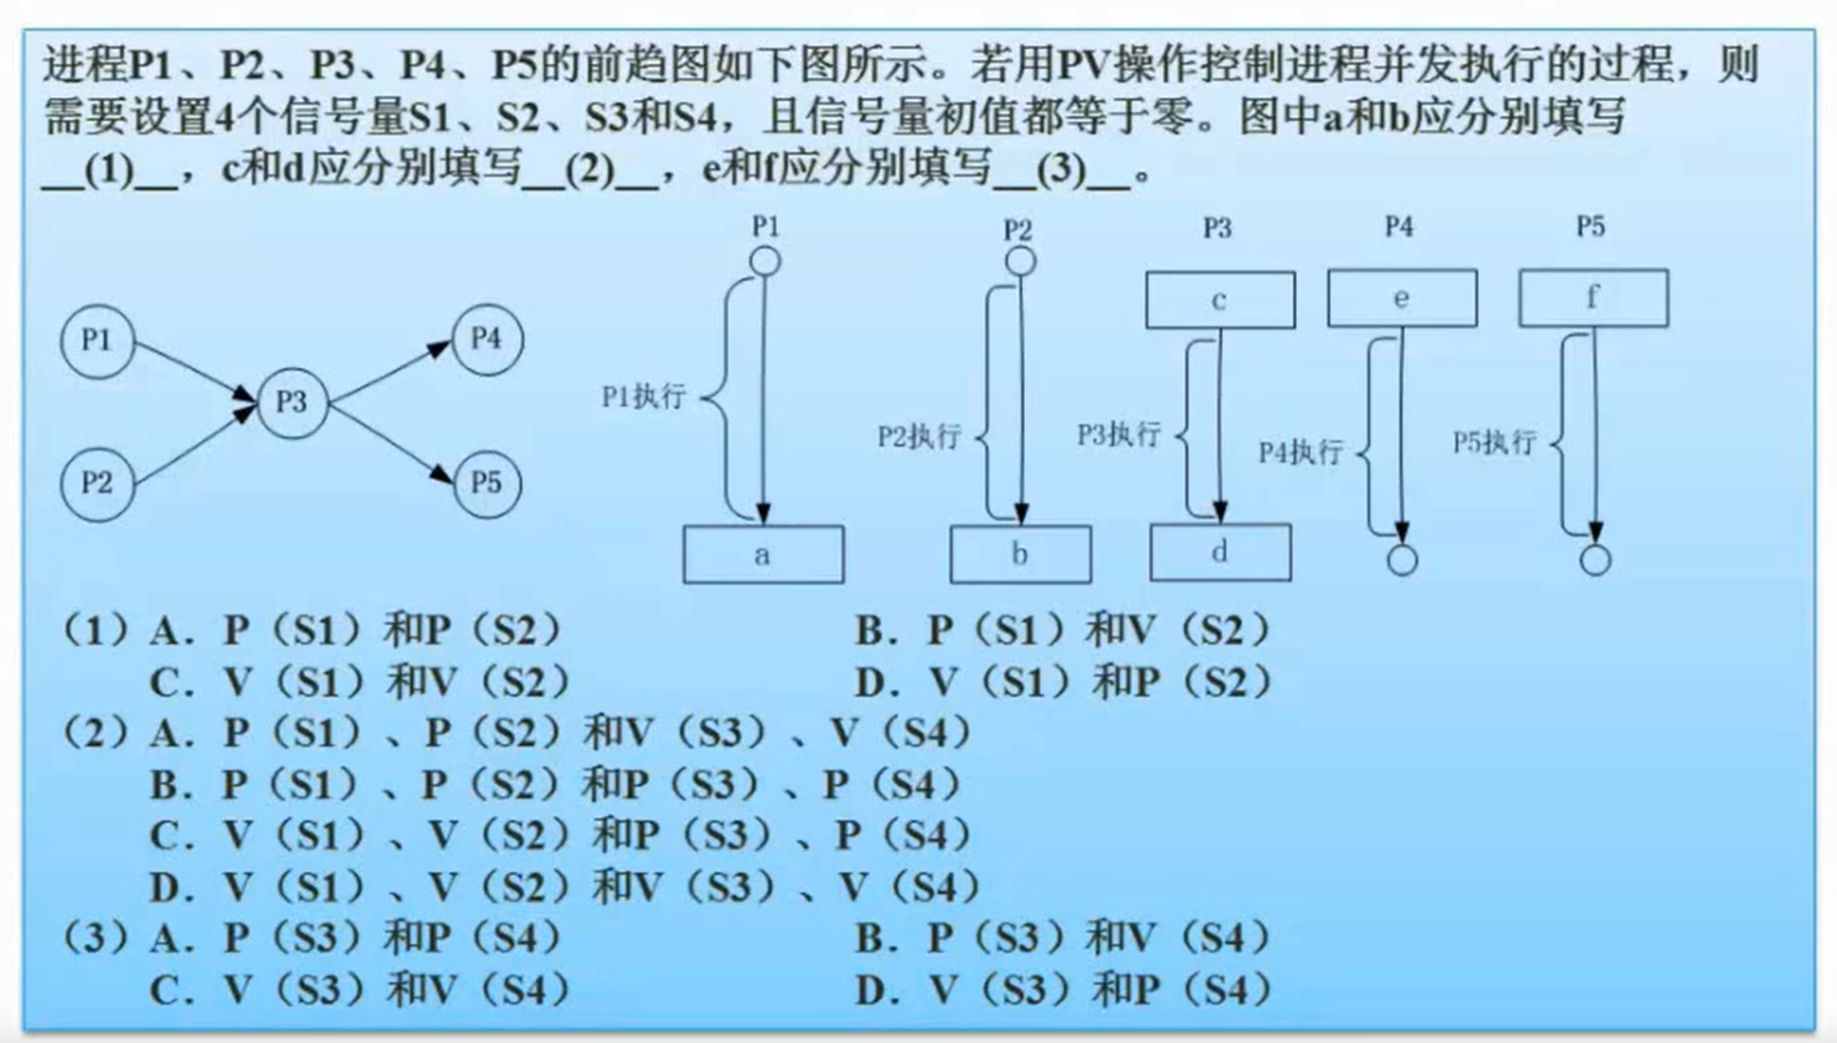 进程P1、P2、P3、P4、P5的前趋图如下图所示。若用PV操作控制进程并发执行的过程，则
需要设置4个信号量S1、S2、S3和S4，且信号量初值都等于零。图中a和b应分别填写
__(1)__，c和d应分别填写__(2)__，e和f应分别填写__(3)__。
P1 P2 P3 P4 P5
c e f
P1 P4
P3
P1执行 P2执行 P3执行 P4执行 P5执行
P2 P5
a b d
（1）A．P（S1）和P（S2） B．P（S1）和V（S2）
C．V（S1）和V（S2） D．V（S1）和P（S2）
（2）A．P（S1）、P（S2）和V（S3）、V（S4）
B．P（S1）、P（S2）和P（S3）、P（S4）
C．V（S1）、V（S2）和P（S3）、P（S4）
D．V（S1）、V（S2）和V（S3）、V（S4）
（3）A．P（S3）和P（S4） B．P（S3）和V（S4）
C．V（S3）和V（S4） D．V（S3）和P（S4）